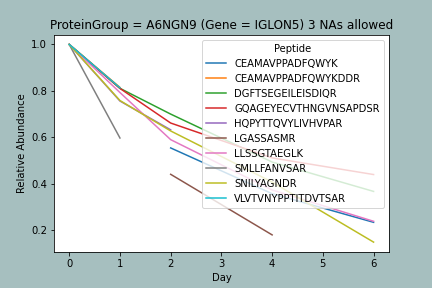 ProteinGroup = A6NGN9 (Gene = IGLON5) 3 NAs allowed
Relative Abundance
1.0
0.8
0.6
0.4
0.2
Peptide
CEAMAVPPADFQWYK
CEAMAVPPADFQWYKDDR
DGFTSEGEILEISDIQR
GQAGEYECVTHNGVNSAPDSR
HQPYTTQVYLIVHVPAR
LGASSASMR
LLSSGTAEGLK
SMLLFANVSAR
SNILYAGNDR
VLVTVNYPPTITDVTSAR
0 1 2 3 4 5 6
Day